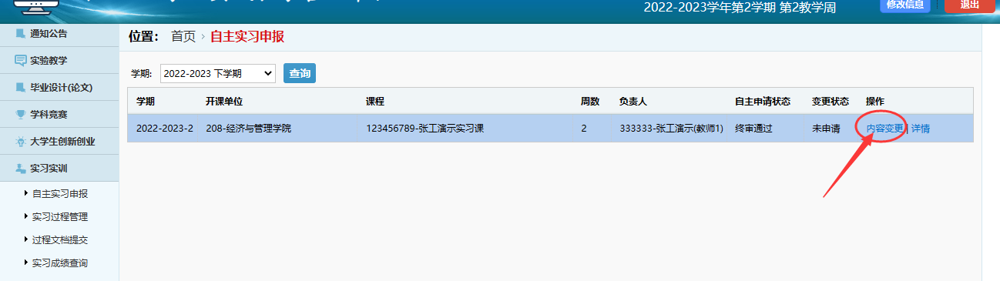 2022-2023学年第2学期 第2教学周
修改信息
退出
通知公告
实验教学
毕业设计(论文)
学科竞赛
大学生创新创业
实习实训
自主实习申报
实习过程管理
过程文档提交
实习成绩查询
位置： 首页 › 自主实习申报
学期: 2022-2023 下学期 查询
学期 开课单位 课程 周数 负责人 自主申请状态 变更状态 操作
2022-2023-2 208-经济与管理学院 123456789-张工演示实习课 2 333333-张工演示(教师1) 终审通过 未申请 内容变更 | 详情